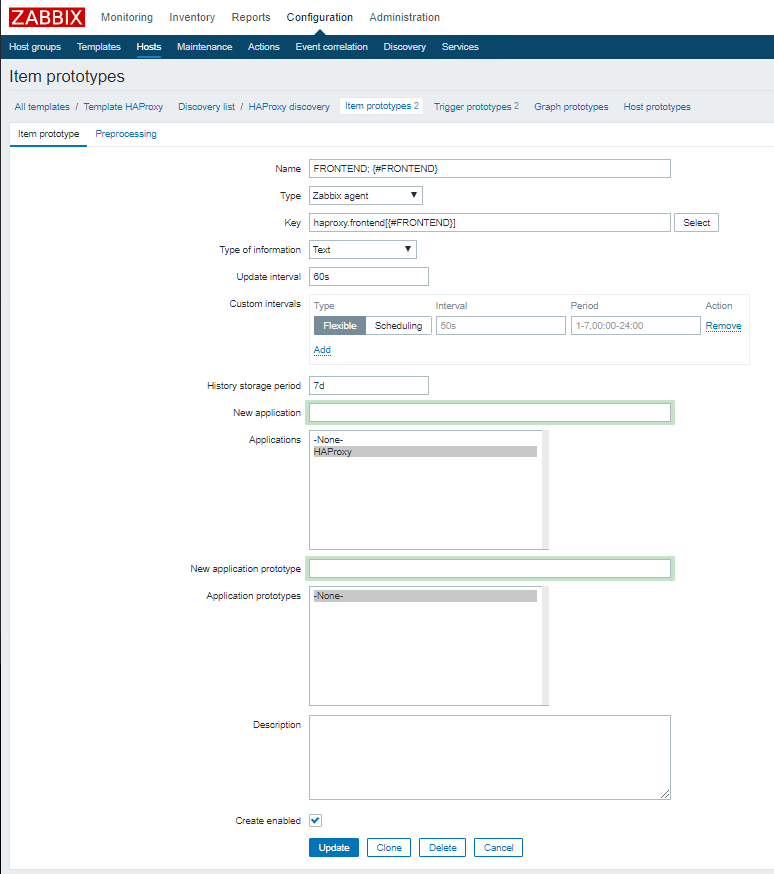 ZABBIX Monitoring Inventory Reports Configuration Administration
Host groups Templates Hosts Maintenance Actions Event correlation Discovery Services
Item prototypes
All templates / Template HAProxy Discovery list / HAProxy discovery Item prototypes 2 Trigger prototypes 2 Graph prototypes Host prototypes
Item prototype Preprocessing
Name FRONTEND; {#FRONTEND}
Type Zabbix agent
Key haproxy.frontend[{#FRONTEND}] Select
Type of information Text
Update interval 60s
Custom intervals Type Interval Period Action
Flexible Scheduling 50s 1-7,00:00-24:00 Remove
Add
History storage period 7d
New application
Applications -None-
HAProxy
New application prototype
Application prototypes -None-
Description
Create enabled
Update Clone Delete Cancel